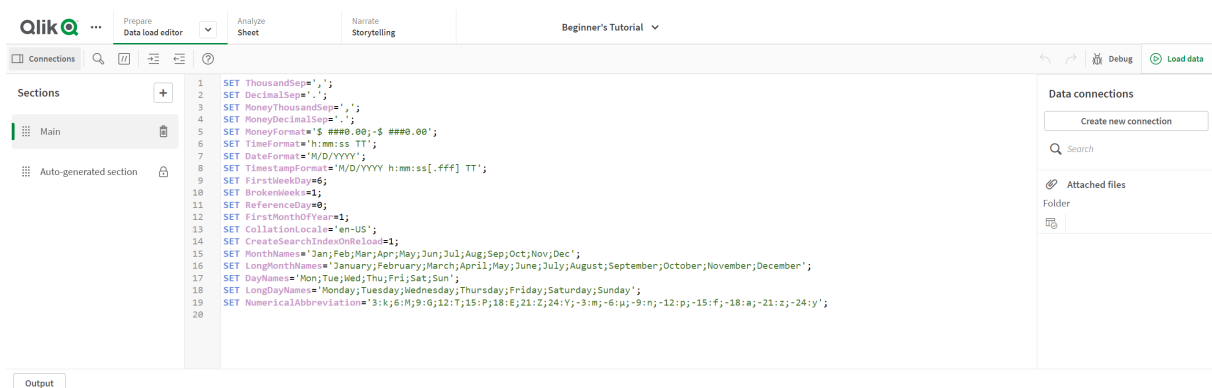 Qlik
Prepare
Data load editor
Analyze
Sheet
Narrate
Storytelling
Beginner's Tutorial
Connections
//
Debug
Load data
Sections
Main
Auto-generated section
1 SET ThousandSep=',';
2 SET DecimalSep='.';
3 SET MoneyThousandSep=',';
4 SET MoneyDecimalSep='.';
5 SET MoneyFormat='$ ###0.00;-$ ###0.00';
6 SET TimeFormat='h:mm:ss TT';
7 SET DateFormat='M/D/YYYY';
8 SET TimestampFormat='M/D/YYYY h:mm:ss[.fff] TT';
9 SET FirstWeekDay=6;
10 SET BrokenWeeks=1;
11 SET ReferenceDay=0;
12 SET FirstMonthOfYear=1;
13 SET CollationLocale='en-US';
14 SET CreateSearchIndexOnReload=1;
15 SET MonthNames='Jan;Feb;Mar;Apr;May;Jun;Jul;Aug;Sep;Oct;Nov;Dec';
16 SET LongMonthNames='January;February;March;April;May;June;July;August;September;October;November;December';
17 SET DayNames='Mon;Tue;Wed;Thu;Fri;Sat;Sun';
18 SET LongDayNames='Monday;Tuesday;Wednesday;Thursday;Friday;Saturday;Sunday';
19 SET NumericalAbbreviation='3:k;6:M;9:G;12:T;15:P;18:E;21:Z;24:Y;-3:m;-6:μ;-9:n;-12:p;-15:f;-18:a;-21:z;-24:y';
20
Data connections
Create new connection
Search
Attached files
Folder
Output